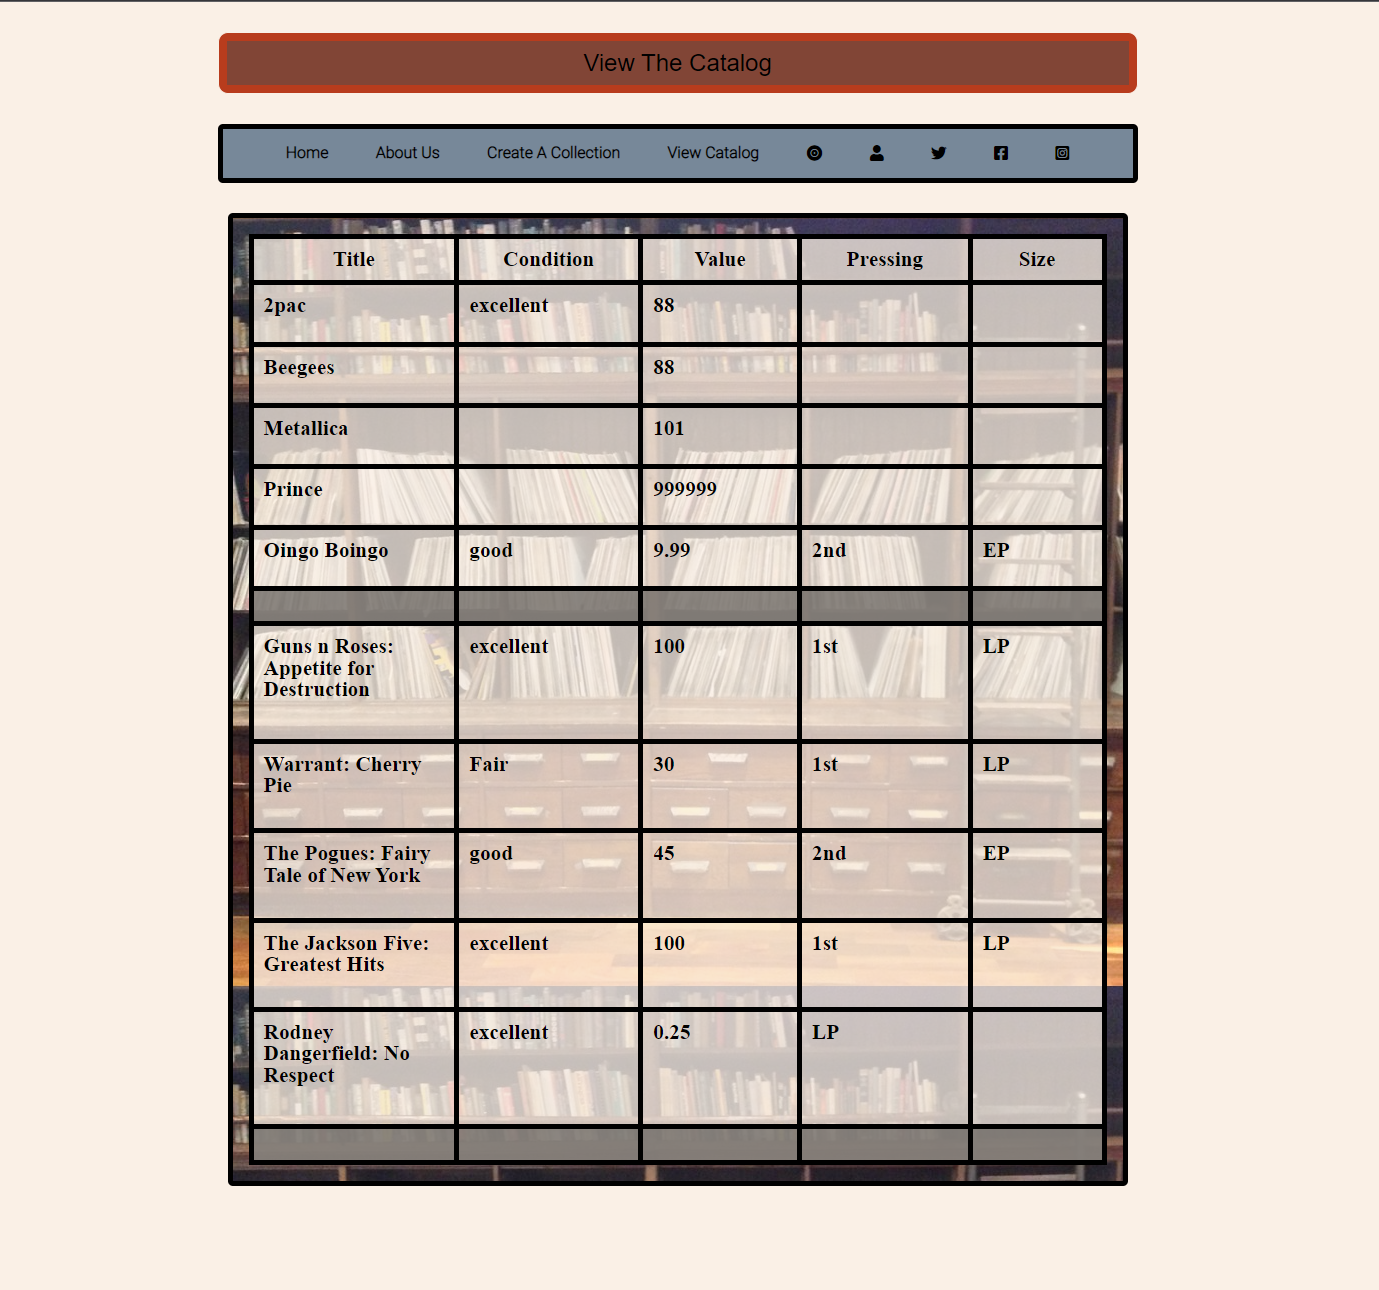 View The Catalog
Home About Us Create A Collection View Catalog
Title Condition Value Pressing Size
2pac excellent 88
Beegees 88
Metallica 101
Prince 999999
Oingo Boingo good 9.99 2nd EP
Guns n Roses: excellent 100 1st LP
Appetite for
Destruction
Warrant: Cherry Fair 30 1st LP
Pie
The Pogues: Fairy good 45 2nd EP
Tale of New York
The Jackson Five: excellent 100 1st LP
Greatest Hits
Rodney excellent 0.25 LP
Dangerfield: No
Respect